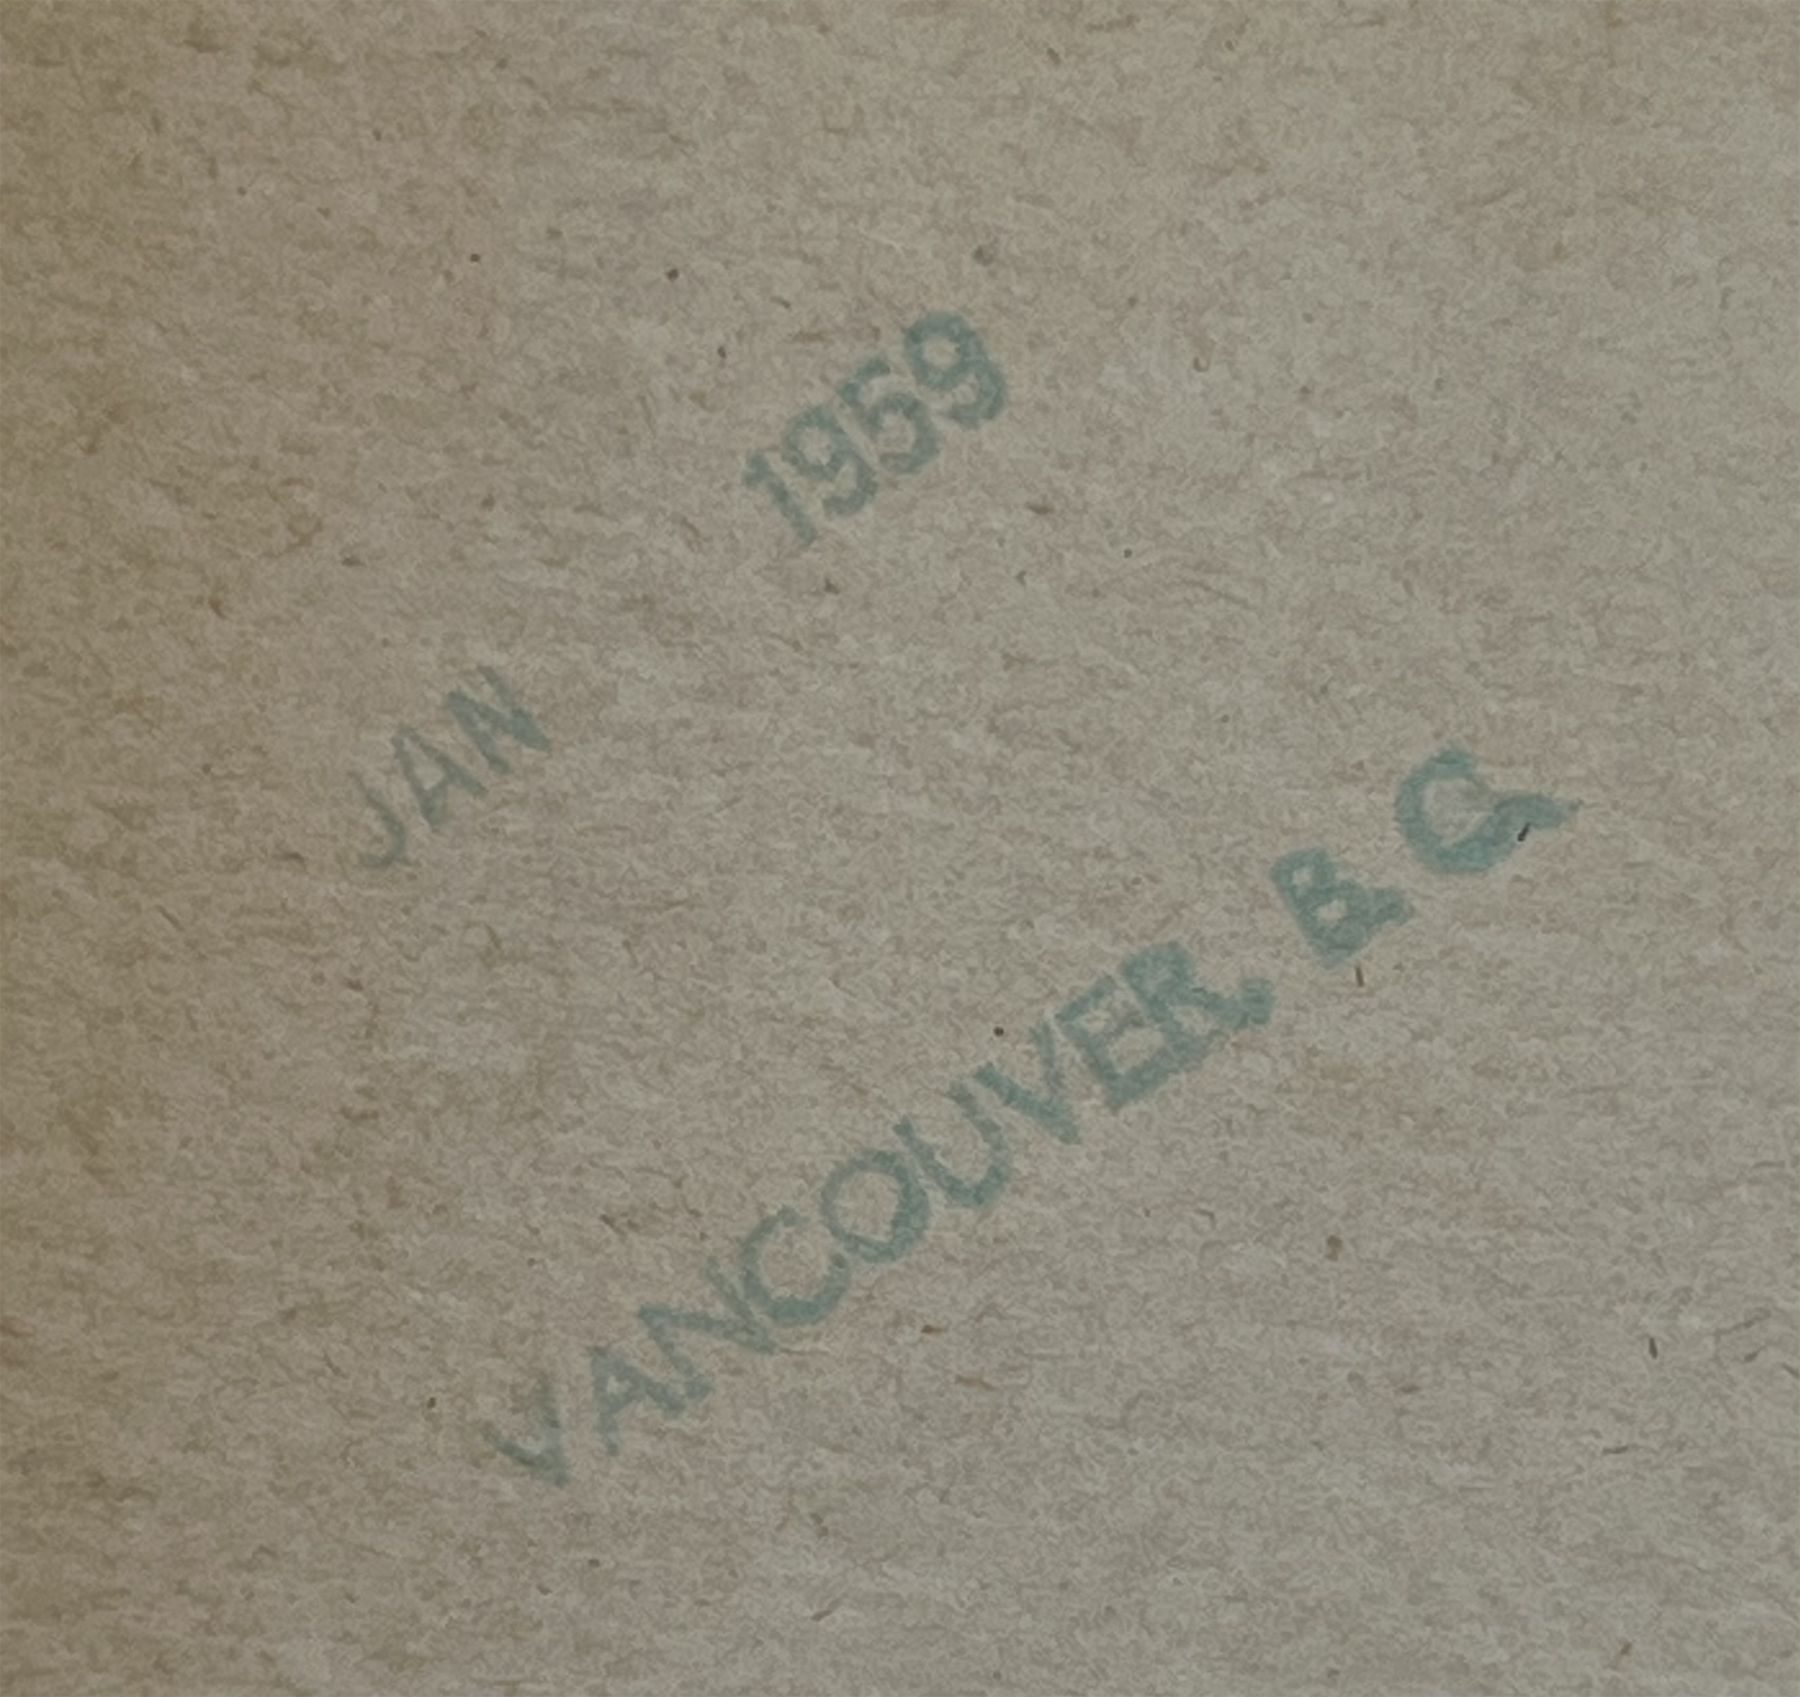 JAN 1959
VANCOUVER, B. C.